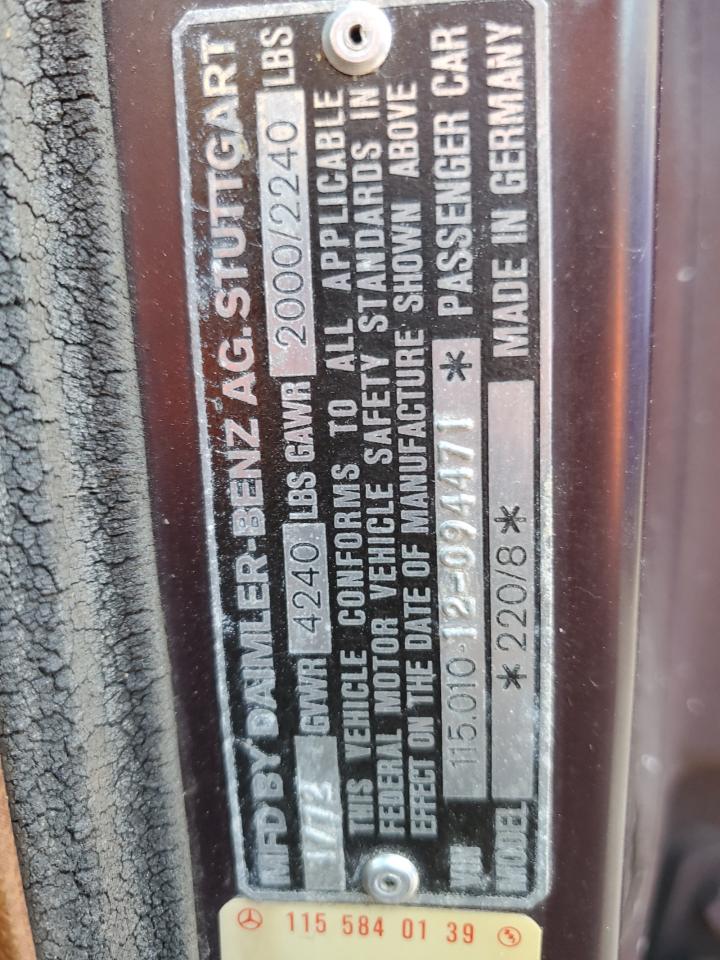 MFD BY DAIMLER-BENZ AG. STUTTGART
1/73 GVWR 4240 LBS GAWR 2000/2240 LBS
THIS VEHICLE CONFORMS TO ALL APPLICABLE
FEDERAL MOTOR VEHICLE SAFETY STANDARDS IN
EFFECT ON THE DATE OF MANUFACTURE SHOWN ABOVE
VIN 115.010-12-094471 * PASSENGER CAR
MODEL *220/8* MADE IN GERMANY
115 584 01 39